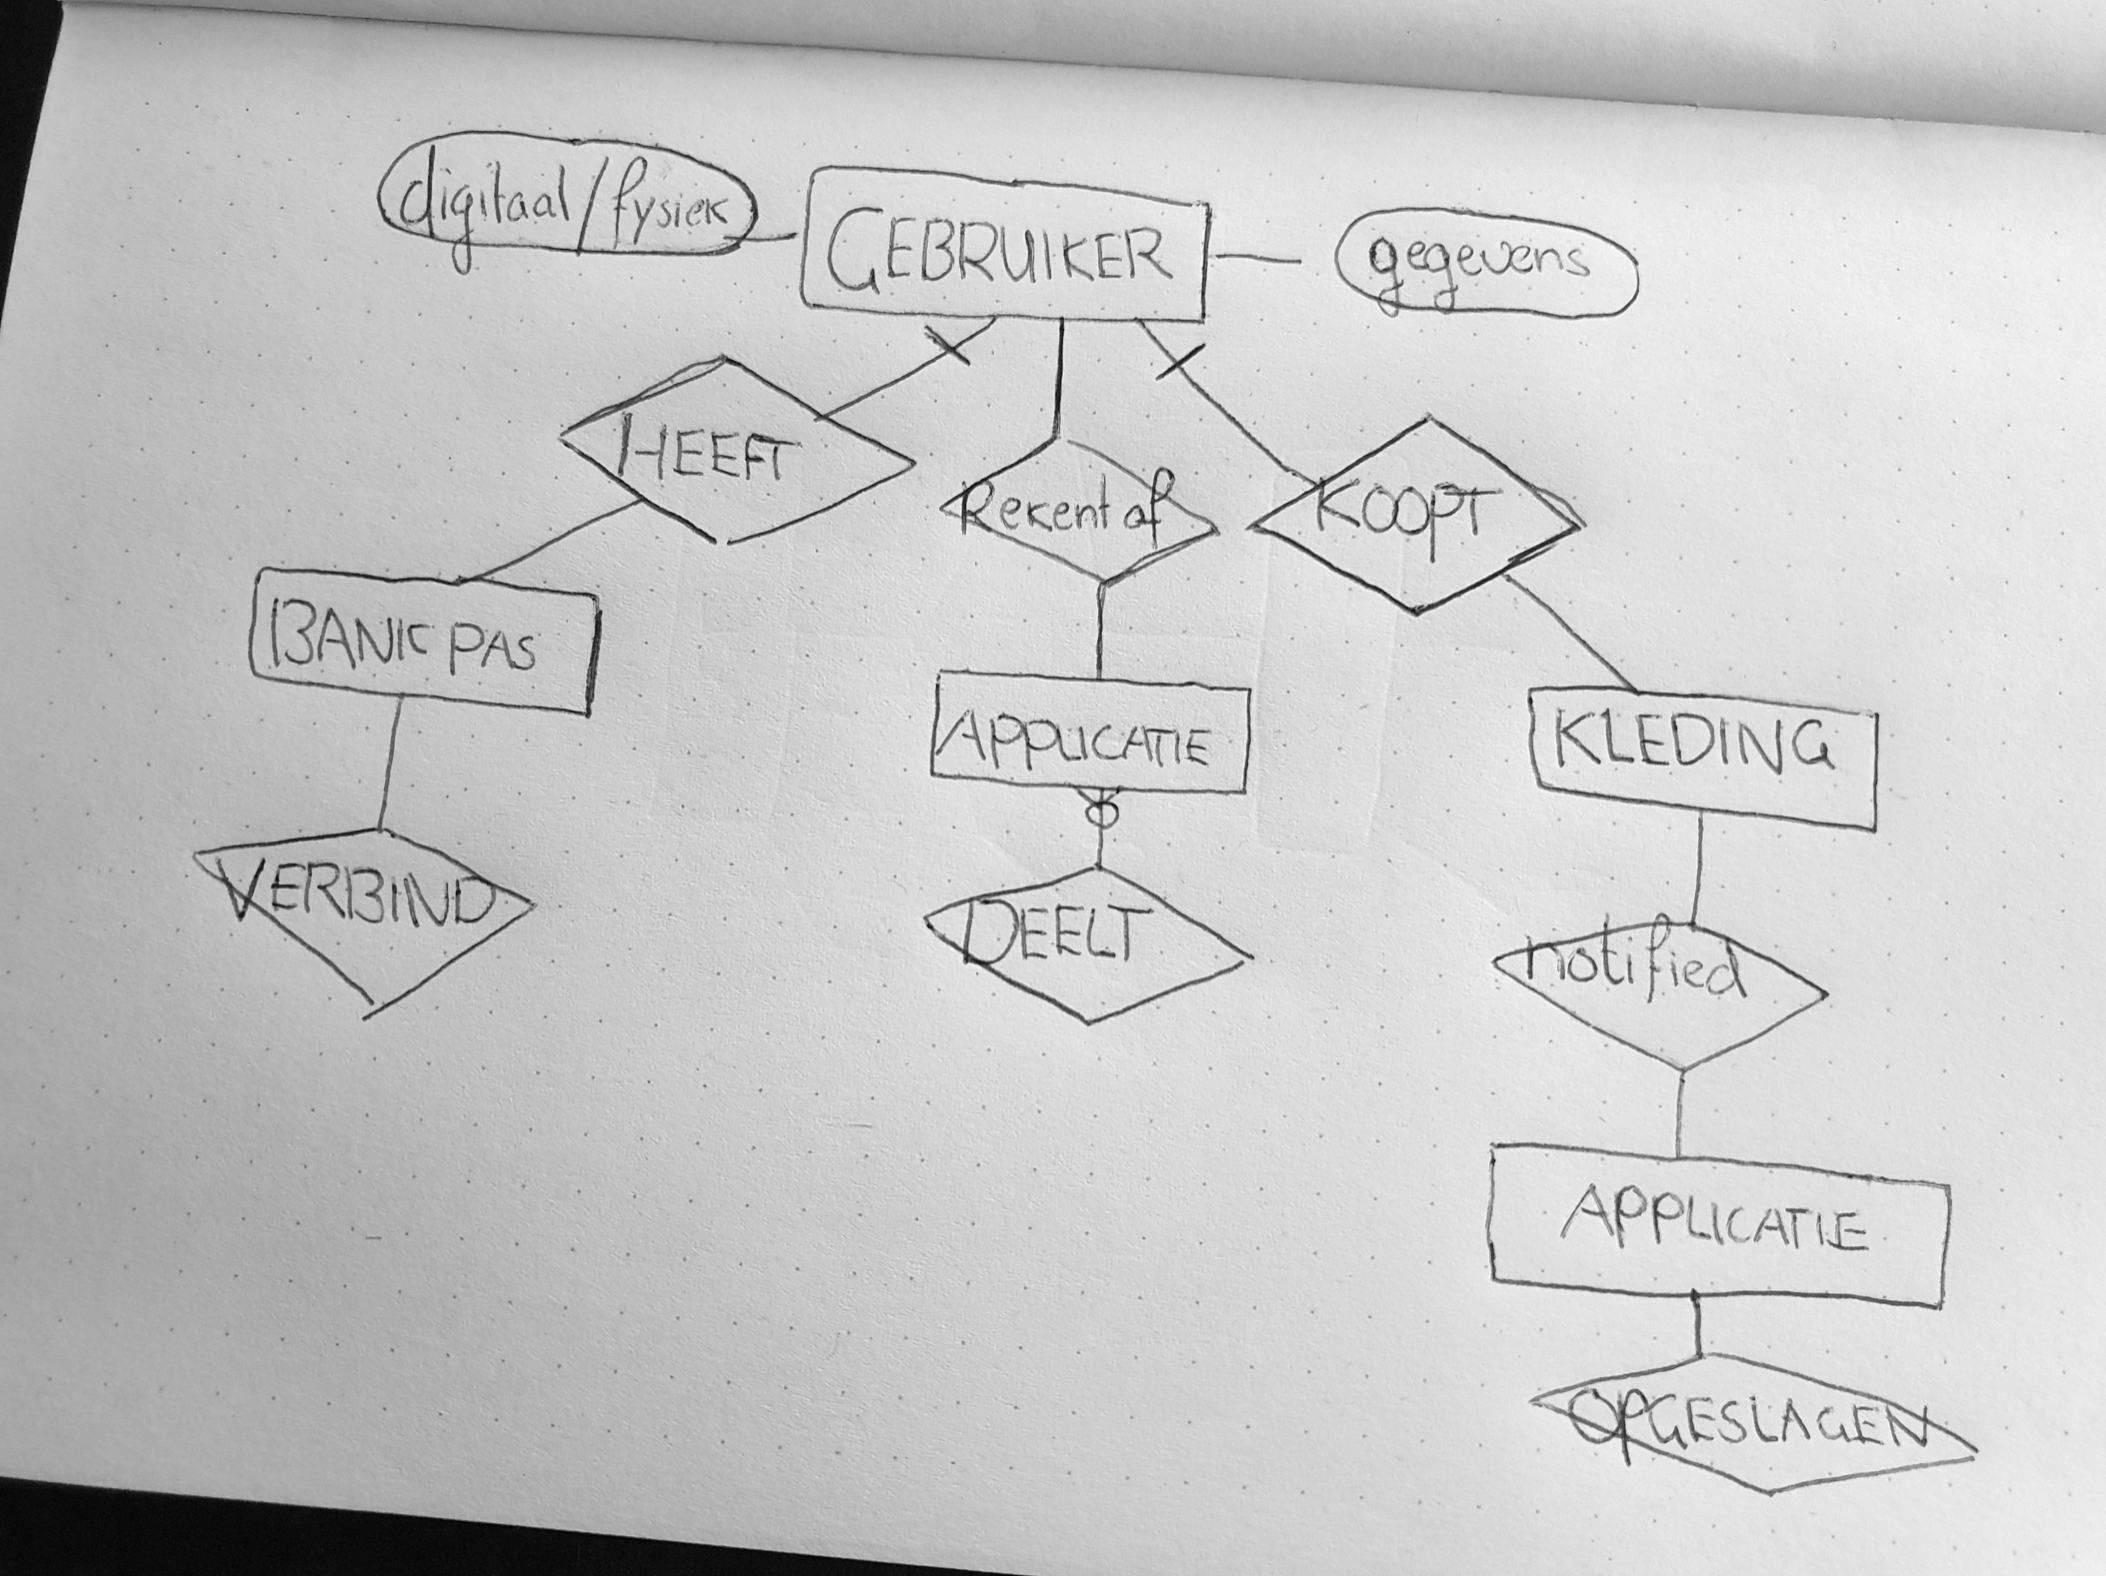 digitaal/fysiek
GEBRUIKER
gegevens
HEEFT
Rekent af
KOOPT
BANK PAS
APPLICATIE
KLEDING
VERBIND
DEELT
notified
APPLICATIE
OPGESLAGEN